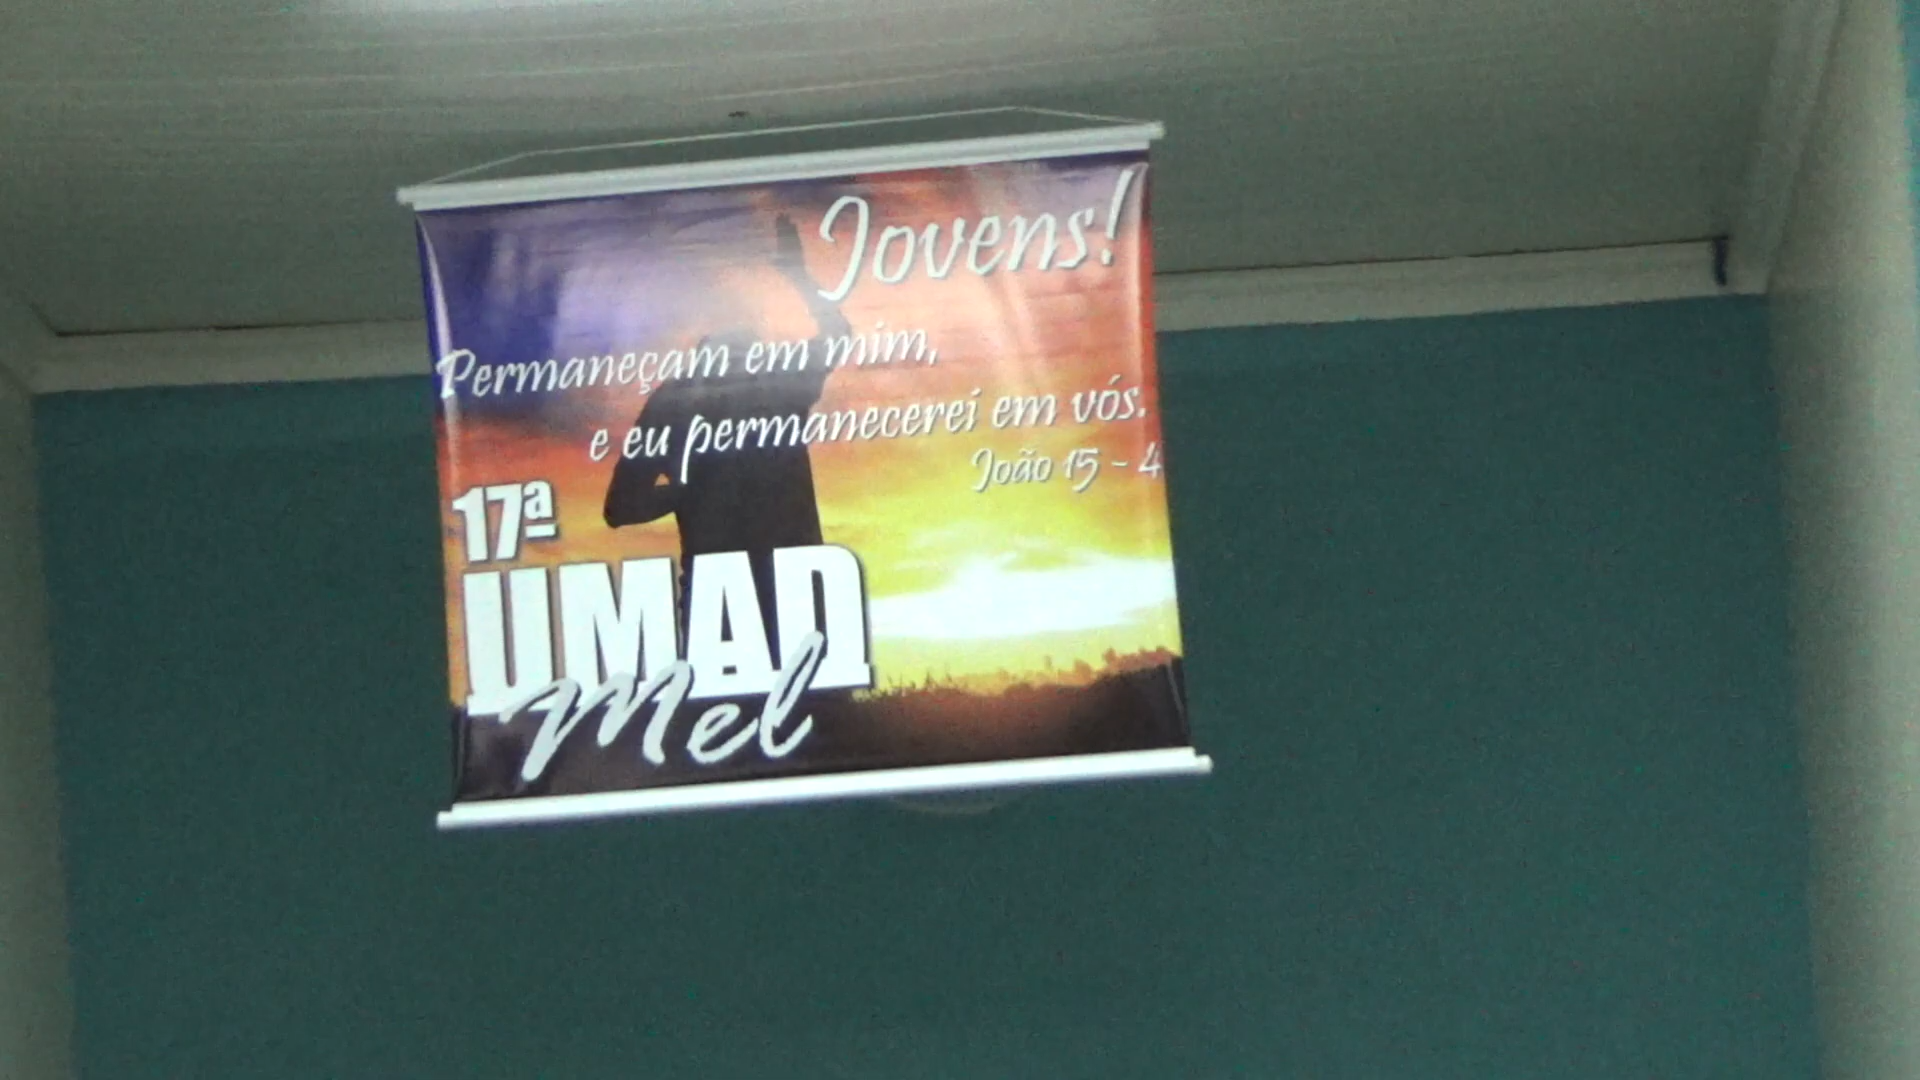 Jovens!
Permaneçam em mim,
e eu permanecerei em vós.
João 15 - 4
17ª
UMAD
Mel